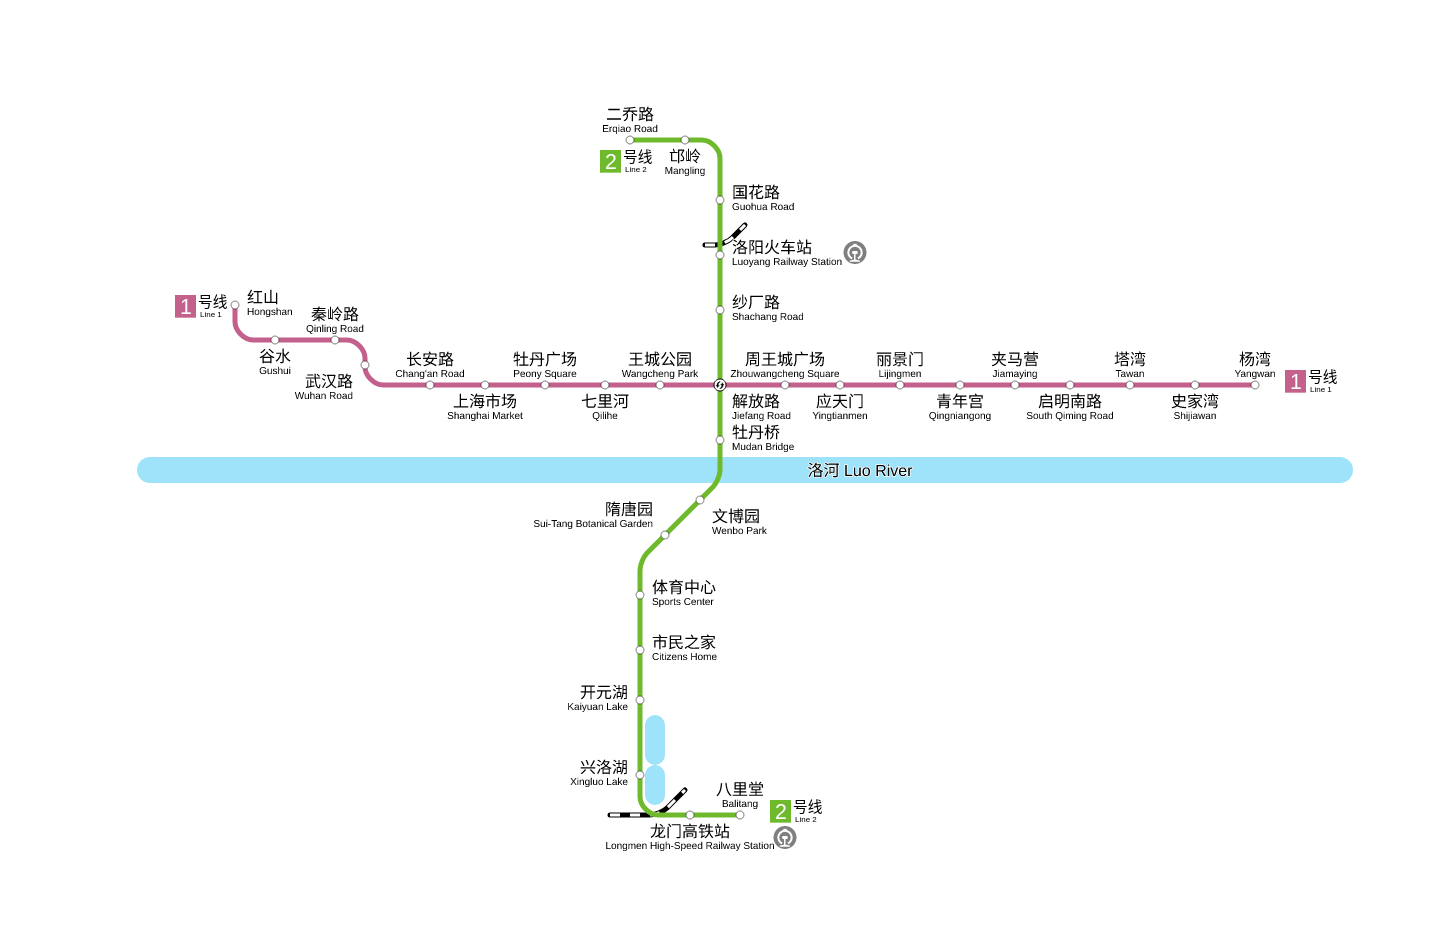 二乔路
Erqiao Road
2 号线
Line 2
邙岭
Mangling
国花路
Guohua Road
洛阳火车站
Luoyang Railway Station
纱厂路
Shachang Road
1 号线
Line 1
红山
Hongshan
谷水
Gushui
秦岭路
Qinling Road
武汉路
Wuhan Road
长安路
Chang'an Road
上海市场
Shanghai Market
牡丹广场
Peony Square
七里河
Qilihe
王城公园
Wangcheng Park
周王城广场
Zhouwangcheng Square
解放路
Jiefang Road
应天门
Yingtianmen
丽景门
Lijingmen
青年宫
Qingniangong
夹马营
Jiamaying
启明南路
South Qiming Road
塔湾
Tawan
史家湾
Shijiawan
杨湾
Yangwan
1 号线
Line 1
牡丹桥
Mudan Bridge
洛河 Luo River
隋唐园
Sui-Tang Botanical Garden
文博园
Wenbo Park
体育中心
Sports Center
市民之家
Citizens Home
开元湖
Kaiyuan Lake
兴洛湖
Xingluo Lake
八里堂
Balitang
2 号线
Line 2
龙门高铁站
Longmen High-Speed Railway Station